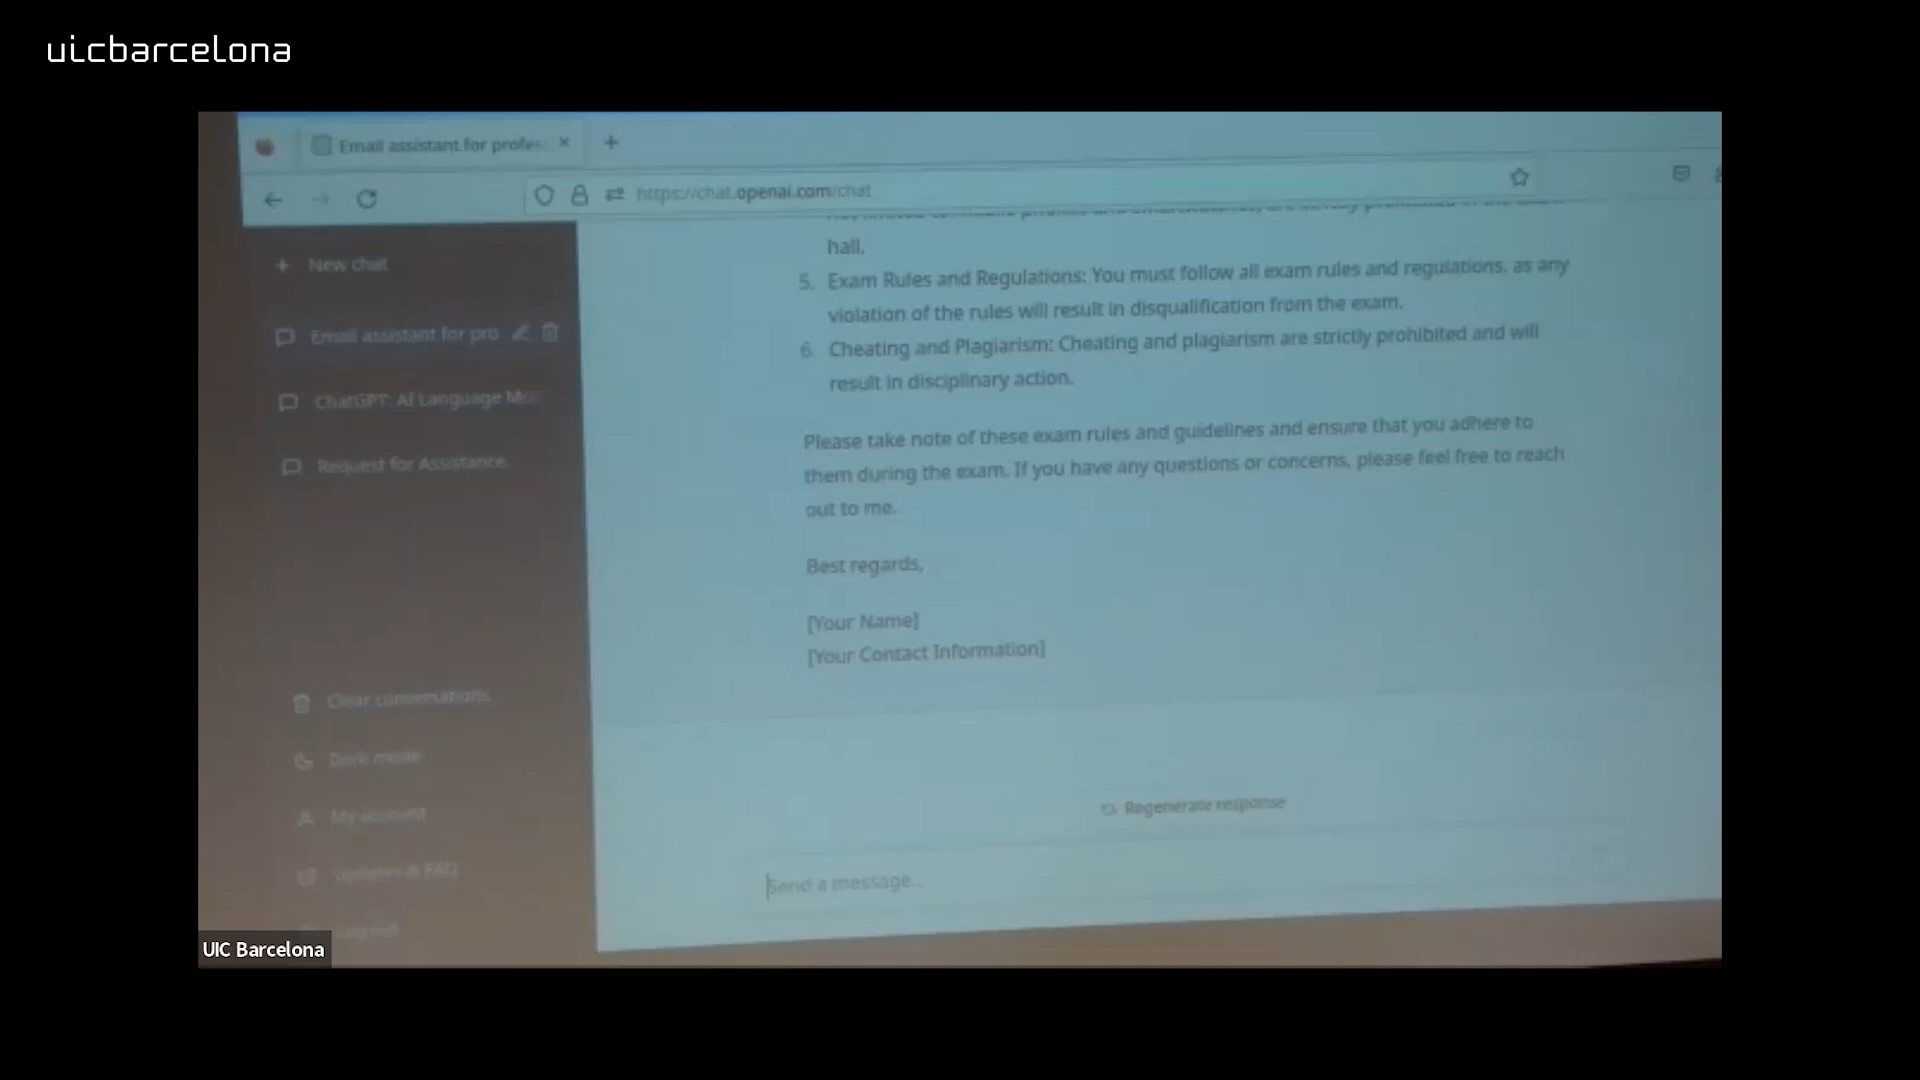 uicbarcelona
Email assistant for profes
https://chat.openai.com/chat
New chat
Email assistant for pro
ChatGPT: AI Language Mo
Request for Assistance.
Clear conversations
Dark mode
My account
Updates & FAQ
Log out
hall.
5. Exam Rules and Regulations: You must follow all exam rules and regulations, as any
violation of the rules will result in disqualification from the exam.
6. Cheating and Plagiarism: Cheating and plagiarism are strictly prohibited and will
result in disciplinary action.
Please take note of these exam rules and guidelines and ensure that you adhere to
them during the exam. If you have any questions or concerns, please feel free to reach
out to me.
Best regards,
[Your Name]
[Your Contact Information]
Regenerate response
Send a message...
UIC Barcelona